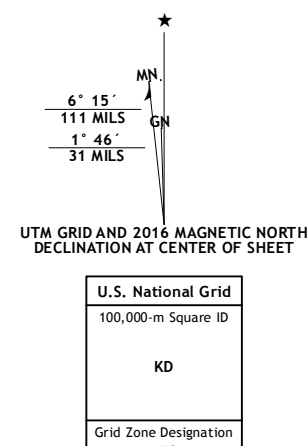 ★
MN.
6° 15´
111 MILS
GN
1° 46´
31 MILS
UTM GRID AND 2016 MAGNETIC NORTH
DECLINATION AT CENTER OF SHEET
U.S. National Grid
100,000-m Square ID
KD
Grid Zone Designation